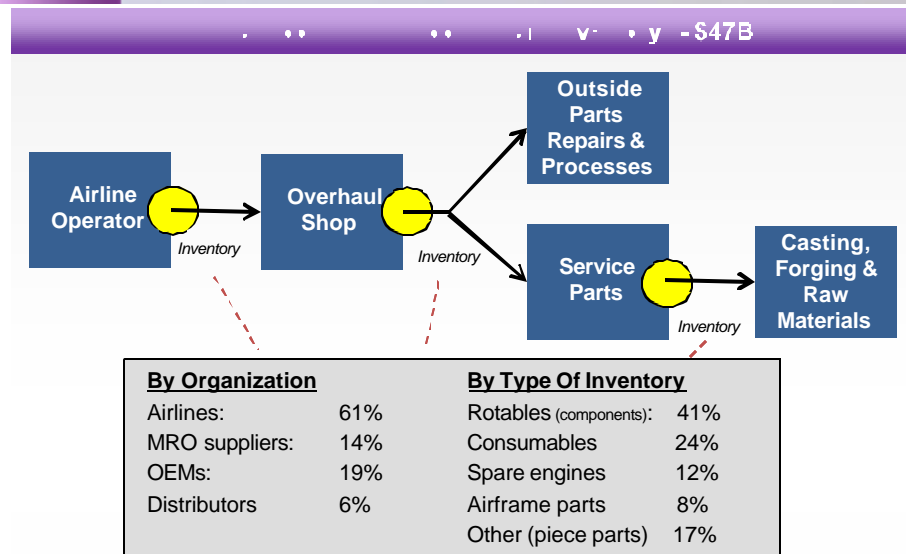 -$47B
Outside
Parts
Repairs &
Processes
Airline
Operator
Overhaul
Shop
Inventory
Inventory
Service
Parts
Casting,
Forging &
Raw
Materials
Inventory
By Organization
Airlines: 61%
MRO suppliers: 14%
OEMs: 19%
Distributors 6%
By Type Of Inventory
Rotables (components): 41%
Consumables 24%
Spare engines 12%
Airframe parts 8%
Other (piece parts) 17%